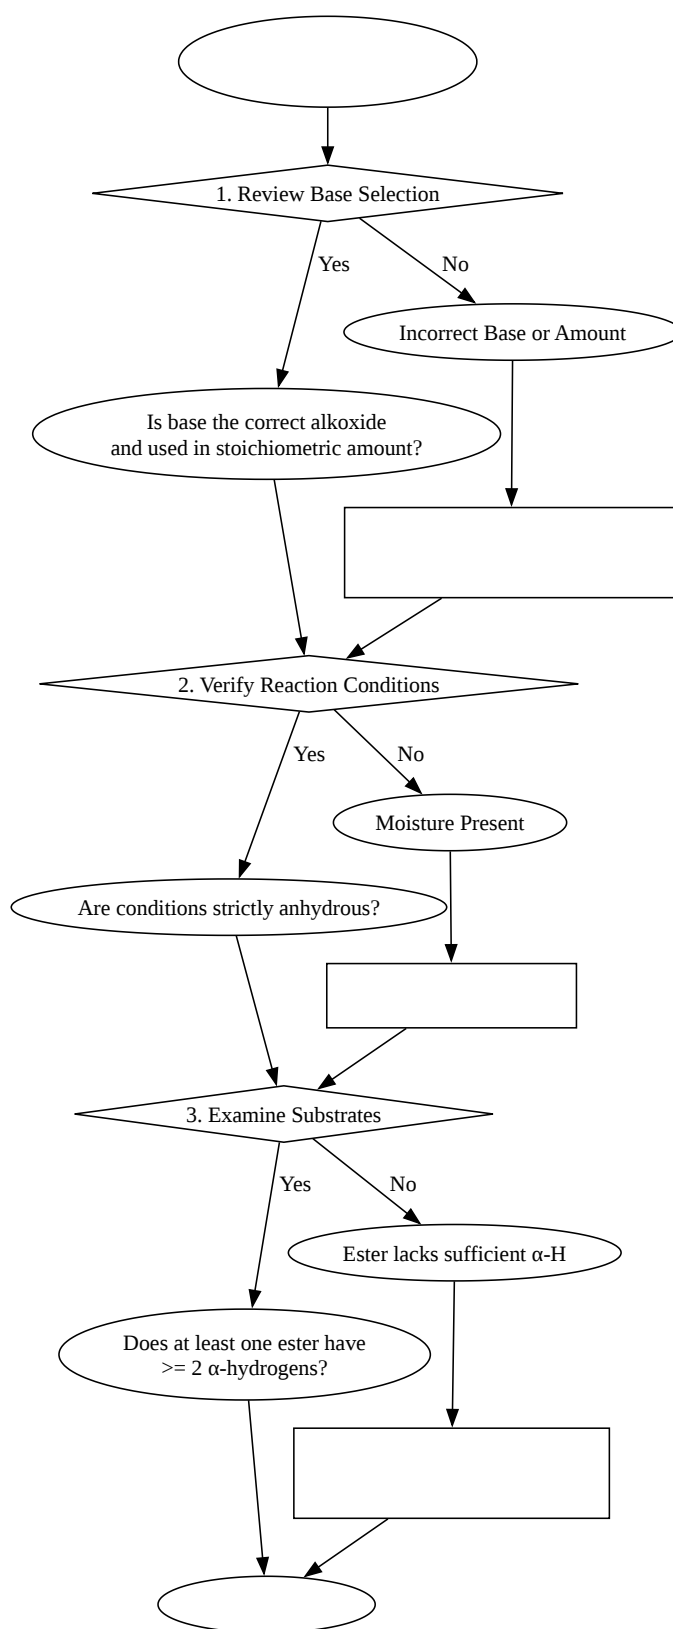 1. Review Base Selection
Yes
No
Incorrect Base or Amount
Is base the correct alkoxide
and used in stoichiometric amount?
2. Verify Reaction Conditions
Yes
No
Moisture Present
Are conditions strictly anhydrous?
3. Examine Substrates
Yes
No
Ester lacks sufficient α-H
Does at least one ester have
>= 2 α-hydrogens?